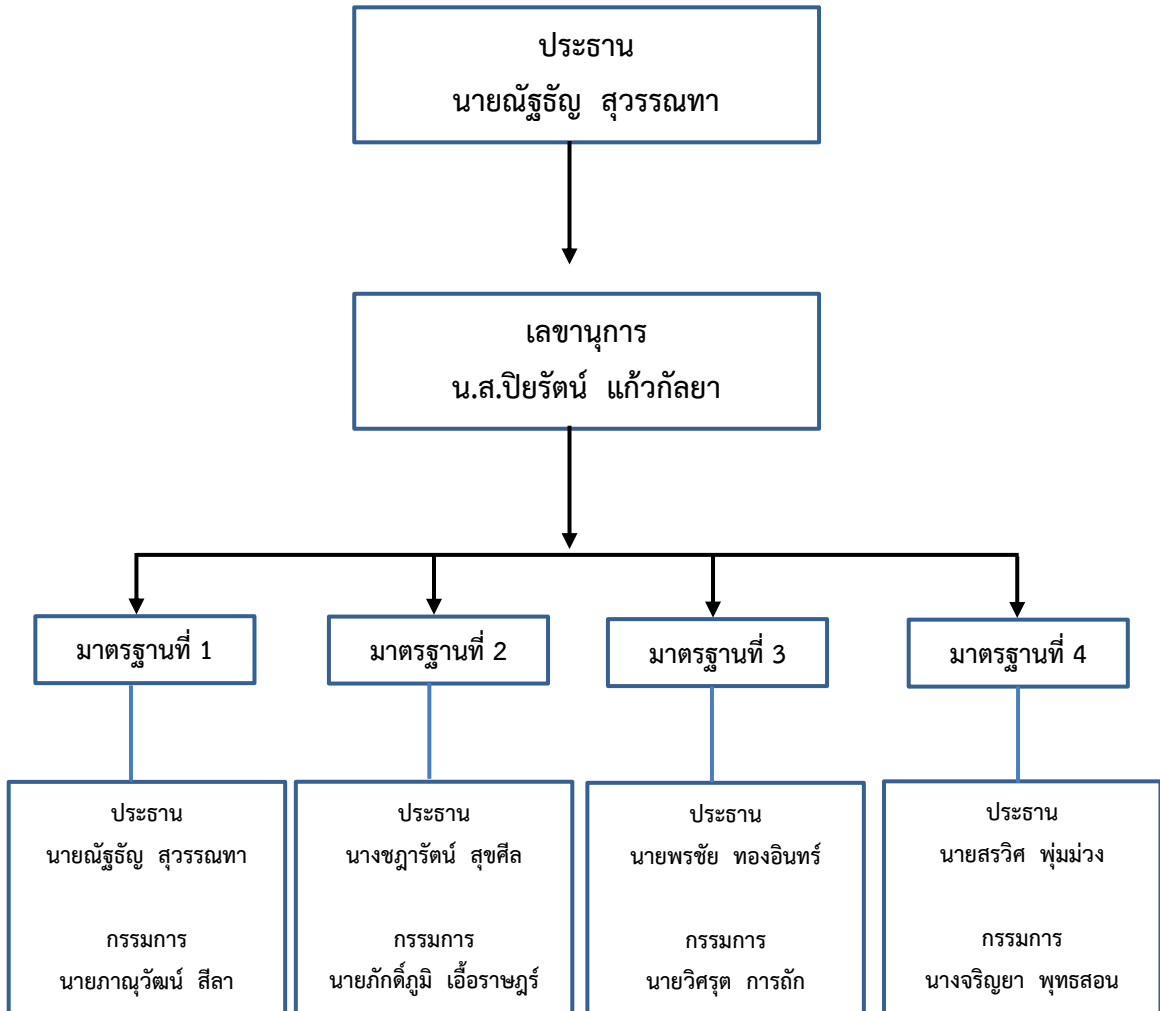 ประธาน
นายณัฐธัญ สุวรรณทา
เลขานุการ
น.ส.ปิยรัตน์ แก้วกัลยา
มาตรฐานที่ 1
มาตรฐานที่ 2
มาตรฐานที่ 3
มาตรฐานที่ 4
ประธาน
นายณัฐธัญ สุวรรณทา
กรรมการ
นายภาณุวัฒน์ สีลา
ประธาน
นางชฎารัตน์ สุขศีล
กรรมการ
นายภักดิ์ภูมิ เอื้อราษฎร์
ประธาน
นายพรชัย ทองอินทร์
กรรมการ
นายวิศรุต การถัก
ประธาน
นายสรวิศ พุ่มม่วง
กรรมการ
นางจริญยา พุทธสอน